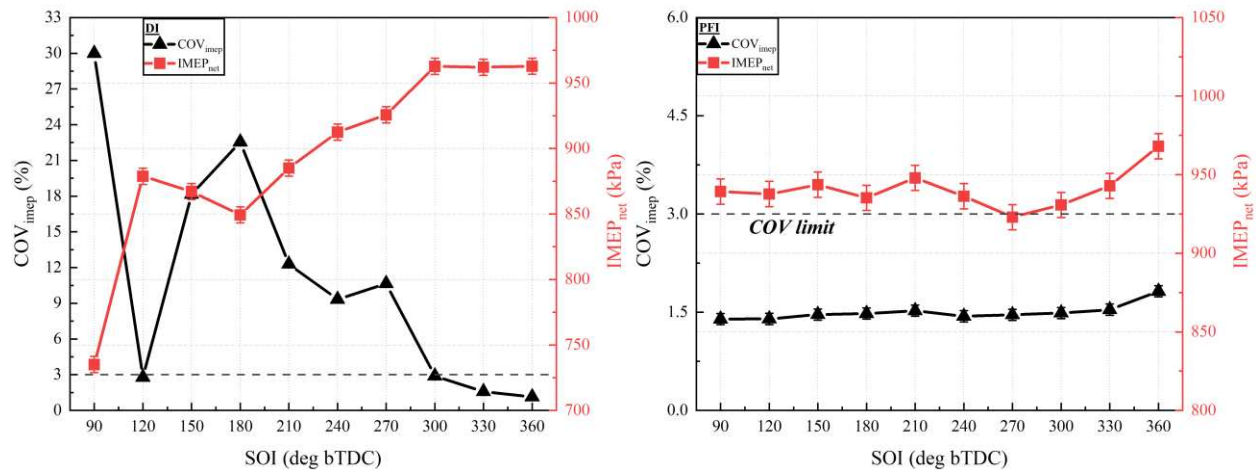 DI
COVimep
IMEPnet
COVimep (%)
33
30
27
24
21
18
15
12
9
6
3
0
IMEPnet (kPa)
1000
950
900
850
800
750
700
90 120 150 180 210 240 270 300 330 360
SOI (deg bTDC)
PFI
COVimep
IMEPnet
COV limit
COVimep (%)
6.0
4.5
3.0
1.5
0.0
IMEPnet (kPa)
1050
1000
950
900
850
800
90 120 150 180 210 240 270 300 330 360
SOI (deg bTDC)